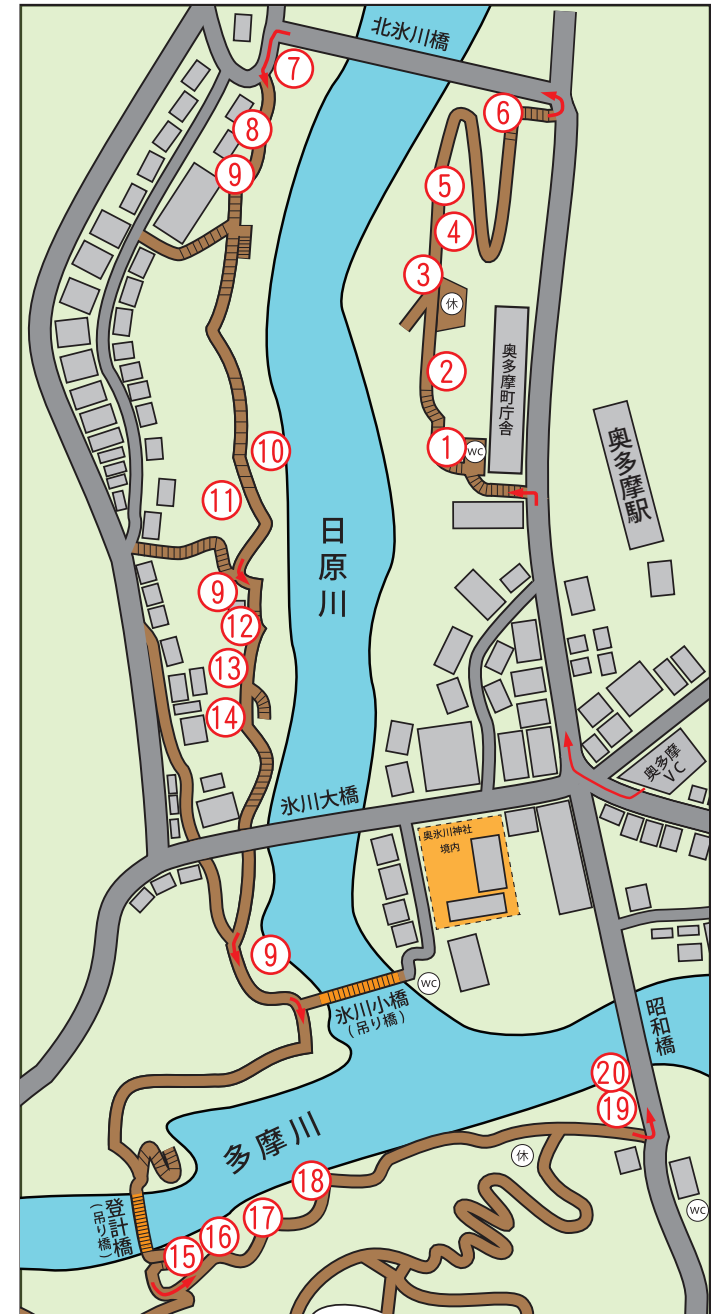 北氷川橋
⑦
⑥
⑧
⑨
⑤
④
③
休
②
奥多摩町庁舎
①
WC
奥多摩駅
⑩
⑪
日原川
⑨
⑫
⑬
⑭
奥多摩
VC
氷川大橋
奥氷川神社
境内
⑨
WC
氷川小橋
(吊り橋)
昭和橋
⑳
⑲
多摩川
休
⑱
WC
登計橋
(吊り橋)
⑰
⑯
⑮